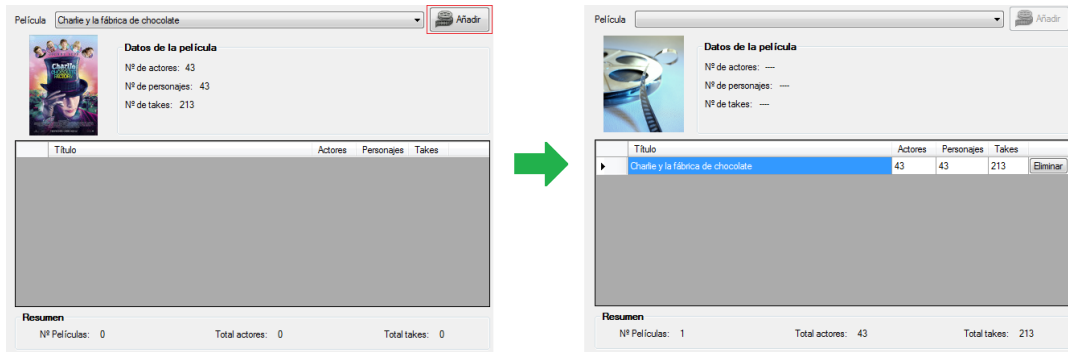 Película Charlie y la fábrica de chocolate Añadir
Datos de la película
Nº de actores: 43
Nº de personajes: 43
Nº de takes: 213
Título Actores Personajes Takes
Resumen
Nº Películas: 0 Total actores: 0 Total takes: 0
Película Añadir
Datos de la película
Nº de actores: ---
Nº de personajes: ---
Nº de takes: ---
Título Actores Personajes Takes
Charlie y la fábrica de chocolate 43 43 213 Eliminar
Resumen
Nº Películas: 1 Total actores: 43 Total takes: 213